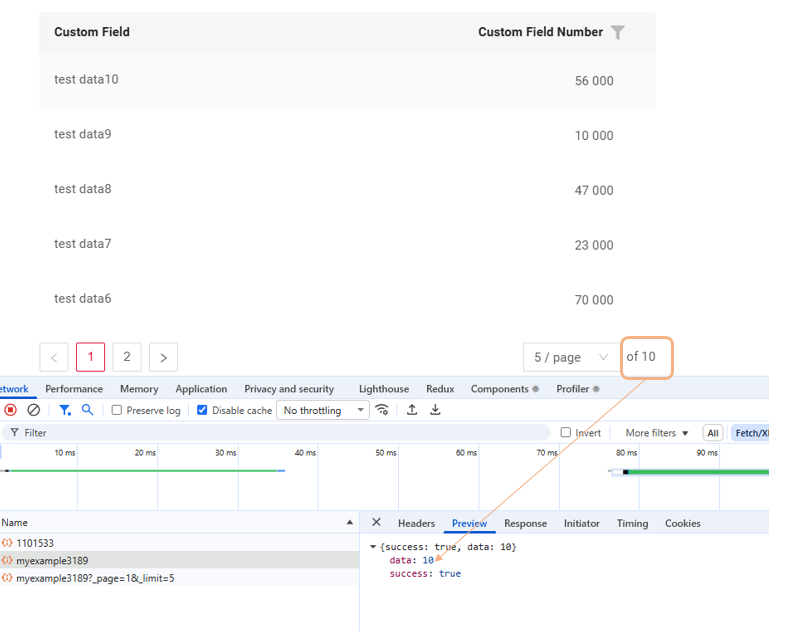 Custom Field Custom Field Number
test data10 56 000
test data9 10 000
test data8 47 000
test data7 23 000
test data6 70 000
< 1 2 > 5 / page of 10
etwork Performance Memory Application Privacy and security Lighthouse Redux Components Profiler
Preserve log Disable cache No throttling
Filter Invert More filters All Fetch/XI
10 ms 20 ms 30 ms 40 ms 50 ms 60 ms 70 ms 80 ms 90 ms
Name Headers Preview Response Initiator Timing Cookies
1101533 {success: true, data: 10}
myexample3189 data: 10
myexample3189?_page=1&_limit=5 success: true